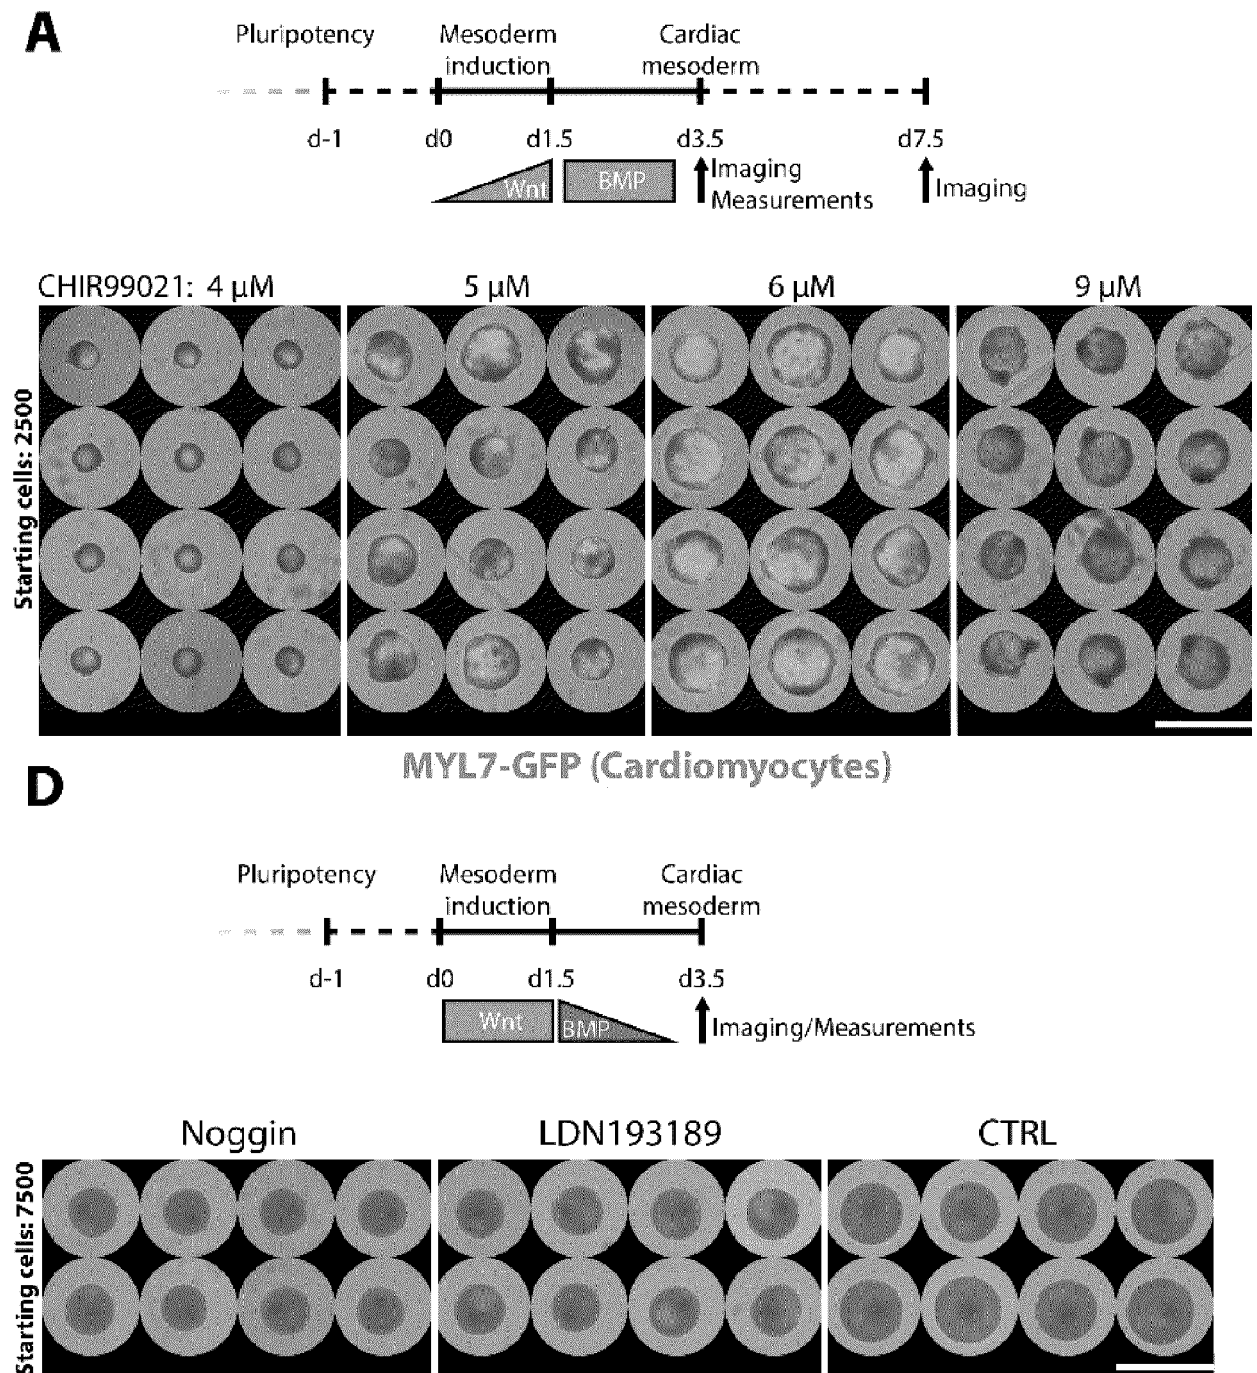 A
Pluripotency
Mesoderm
induction
Cardiac
mesoderm
d-1
d0
d1.5
d3.5
d7.5
Wnt
BMP
Imaging
Measurements
Imaging
CHIR99021: 4 µM
5 µM
6 µM
9 µM
Starting cells: 2500
MYL7-GFP (Cardiomyocytes)
D
Pluripotency
Mesoderm
induction
Cardiac
mesoderm
d-1
d0
d1.5
d3.5
Wnt
BMP
Imaging/Measurements
Noggin
LDN193189
CTRL
Starting cells: 7500